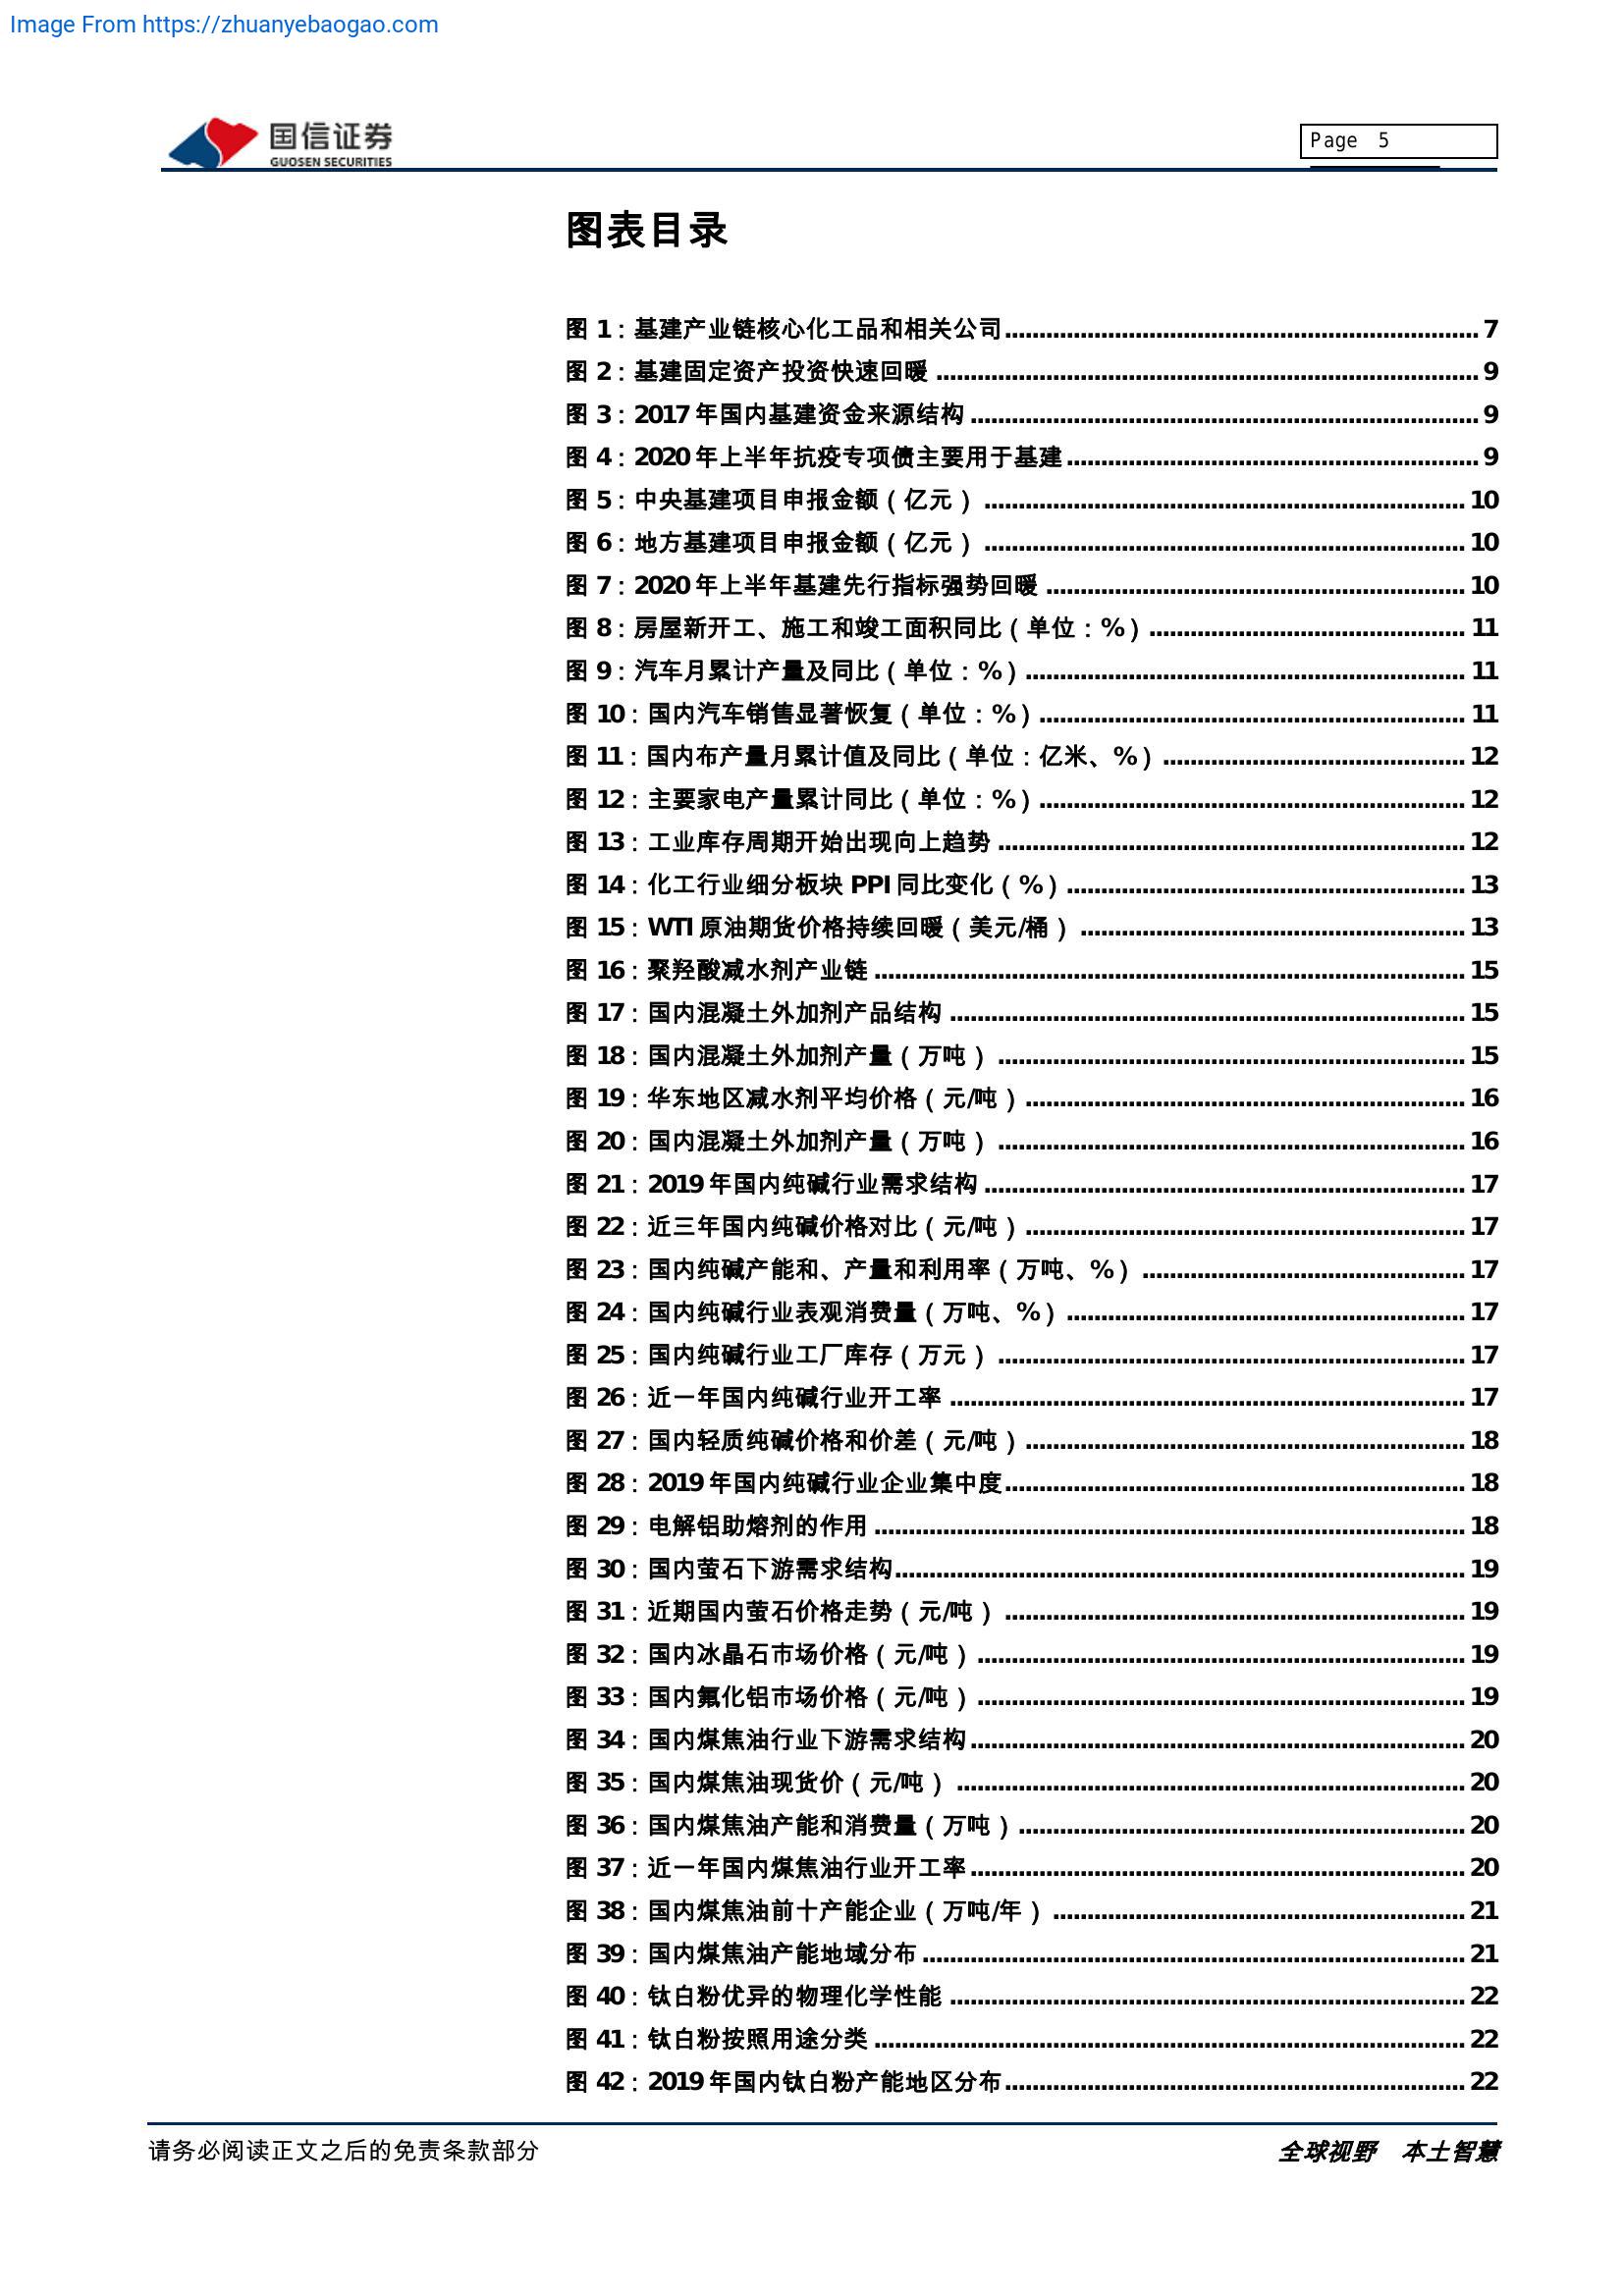 Image From https://zhuanyebaogao.com
国信证券
GUOSEN SECURITIES
Page 5
图表目录
图 1：基建产业链核心化工品和相关公司........ 7
图 2：基建固定资产投资快速回暖 ........ 9
图 3：2017 年国内基建资金来源结构 ........ 9
图 4：2020 年上半年抗疫专项债主要用于基建........ 9
图 5：中央基建项目申报金额（亿元） ........ 10
图 6：地方基建项目申报金额（亿元） ........ 10
图 7：2020 年上半年基建先行指标强势回暖 ........ 10
图 8：房屋新开工、施工和竣工面积同比（单位：%）........ 11
图 9：汽车月累计产量及同比（单位：%）........ 11
图 10：国内汽车销售显著恢复（单位：%）........ 11
图 11：国内布产量月累计值及同比（单位：亿米、%）........ 12
图 12：主要家电产量累计同比（单位：%）........ 12
图 13：工业库存周期开始出现向上趋势 ........ 12
图 14：化工行业细分板块 PPI 同比变化（%）........ 13
图 15：WTI 原油期货价格持续回暖（美元/桶） ........ 13
图 16：聚羟酸减水剂产业链 ........ 15
图 17：国内混凝土外加剂产品结构 ........ 15
图 18：国内混凝土外加剂产量（万吨） ........ 15
图 19：华东地区减水剂平均价格（元/吨）........ 16
图 20：国内混凝土外加剂产量（万吨） ........ 16
图 21：2019 年国内纯碱行业需求结构 ........ 17
图 22：近三年国内纯碱价格对比（元/吨）........ 17
图 23：国内纯碱产能和、产量和利用率（万吨、%）........ 17
图 24：国内纯碱行业表观消费量（万吨、%）........ 17
图 25：国内纯碱行业工厂库存（万元） ........ 17
图 26：近一年国内纯碱行业开工率 ........ 17
图 27：国内轻质纯碱价格和价差（元/吨）........ 18
图 28：2019 年国内纯碱行业企业集中度........ 18
图 29：电解铝助熔剂的作用 ........ 18
图 30：国内萤石下游需求结构........ 19
图 31：近期国内萤石价格走势（元/吨） ........ 19
图 32：国内冰晶石市场价格（元/吨）........ 19
图 33：国内氟化铝市场价格（元/吨）........ 19
图 34：国内煤焦油行业下游需求结构........ 20
图 35：国内煤焦油现货价（元/吨） ........ 20
图 36：国内煤焦油产能和消费量（万吨）........ 20
图 37：近一年国内煤焦油行业开工率........ 20
图 38：国内煤焦油前十产能企业（万吨/年） ........ 21
图 39：国内煤焦油产能地域分布 ........ 21
图 40：钛白粉优异的物理化学性能 ........ 22
图 41：钛白粉按照用途分类 ........ 22
图 42：2019 年国内钛白粉产能地区分布........ 22
请务必阅读正文之后的免责条款部分
全球视野 本土智慧